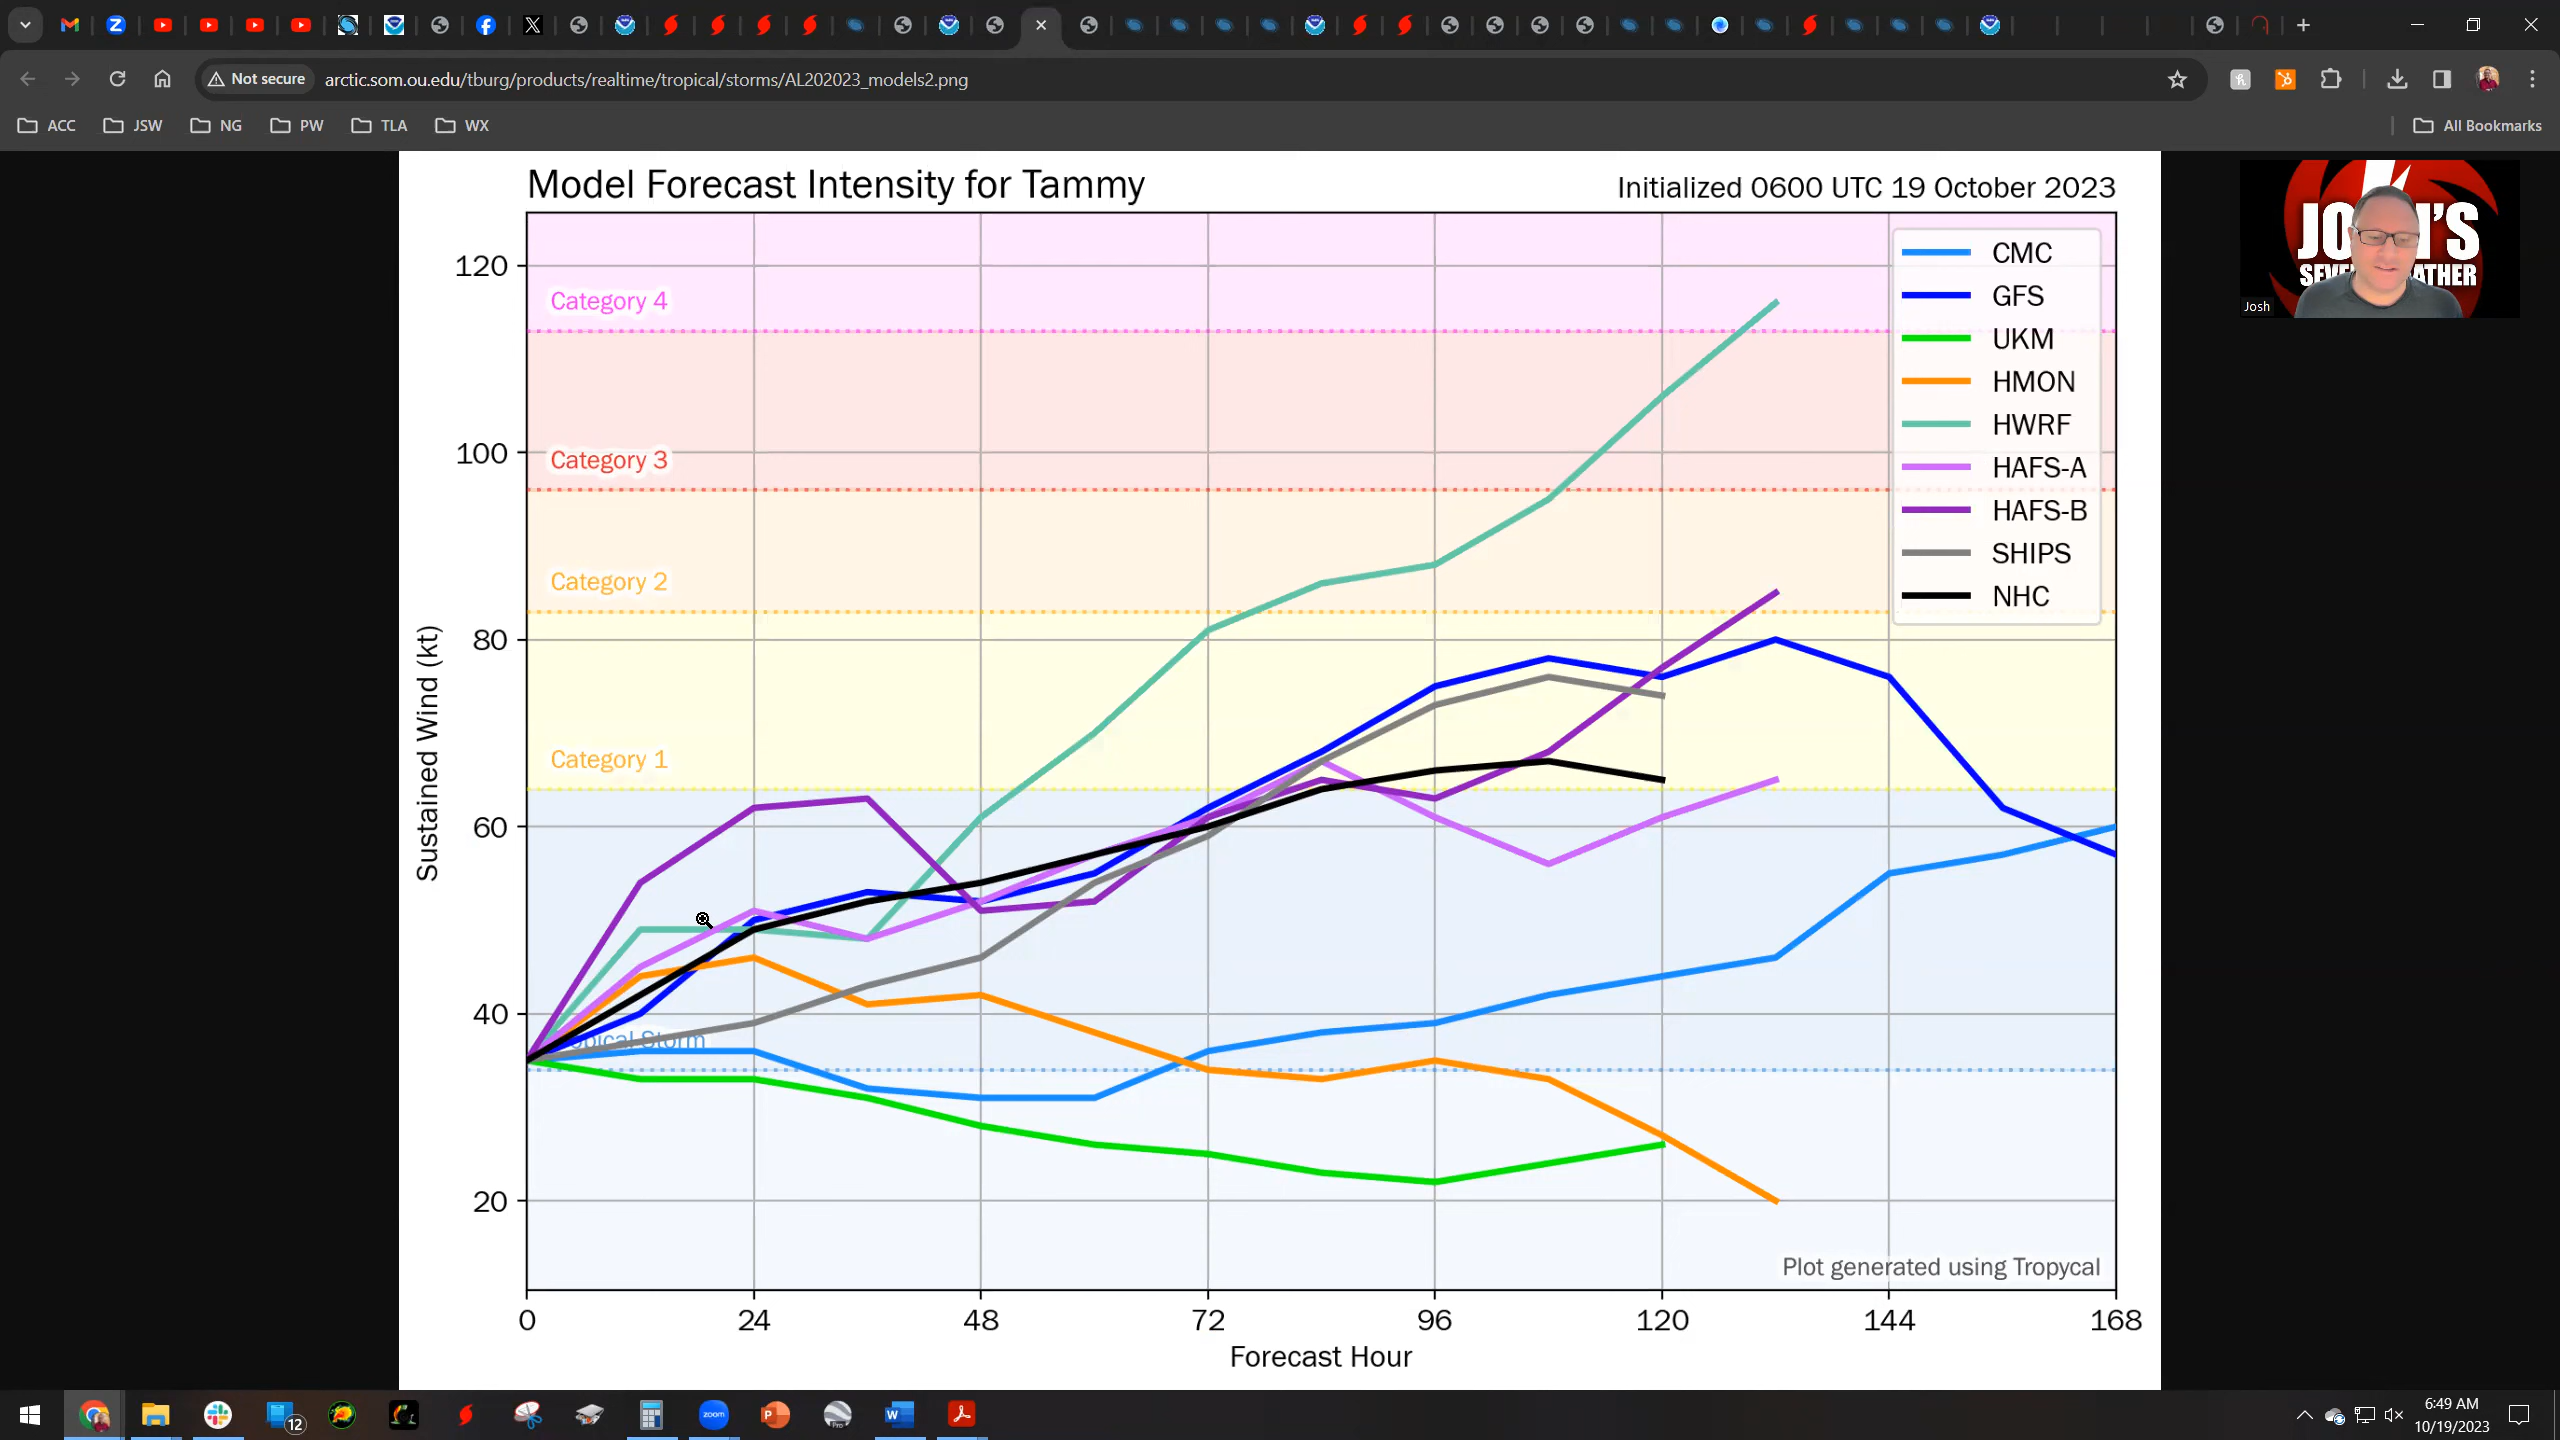 Not secure
arctic.som.ou.edu/tburg/products/realtime/tropical/storms/AL202023_models2.png
ACC
JSW
NG
PW
TLA
WX
All Bookmarks
Model Forecast Intensity for Tammy
Initialized 0600 UTC 19 October 2023
Josh
120
100
80
60
40
20
Sustained Wind (kt)
Category 4
Category 3
Category 2
Category 1
CMC
GFS
UKM
HMON
HWRF
HAFS-A
HAFS-B
SHIPS
NHC
Plot generated using Tropycal
0
24
48
72
96
120
144
168
Forecast Hour
12
zoom
Pro
6:49 AM
10/19/2023